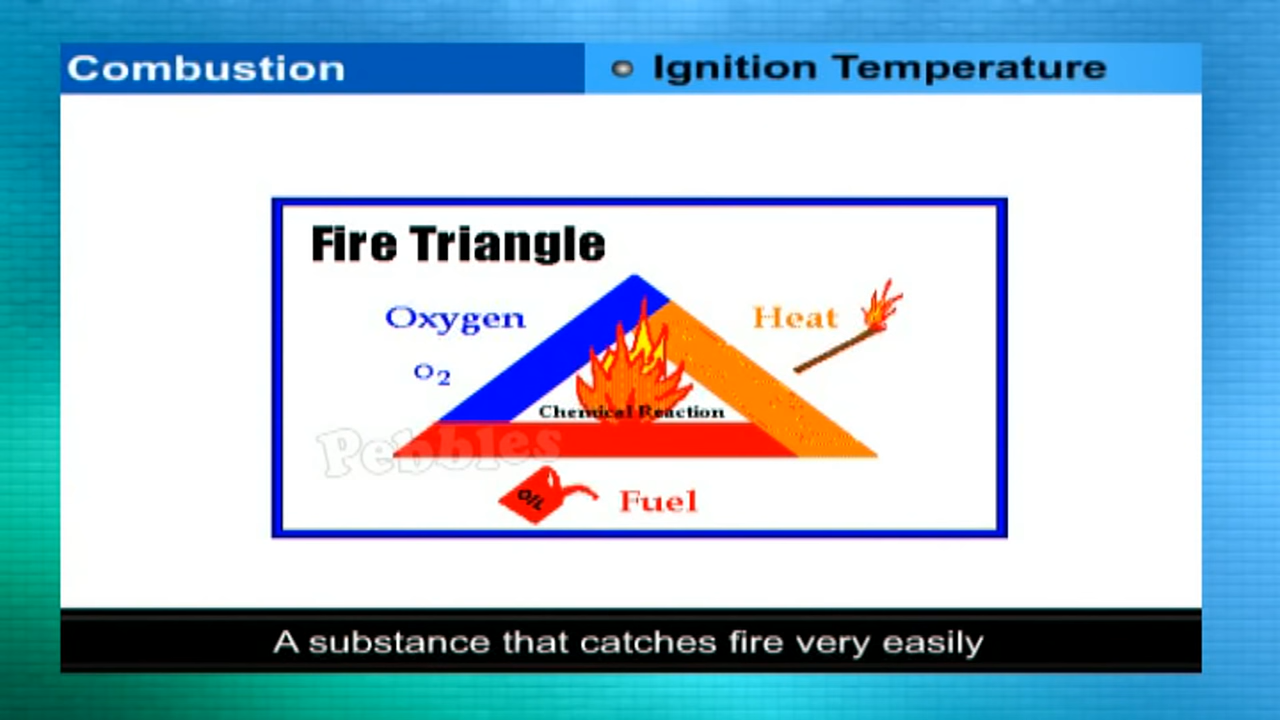 Combustion
Ignition Temperature
Fire Triangle
Oxygen
Heat
O2
Chemical Reaction
Pebbles
OIL
Fuel
A substance that catches fire very easily